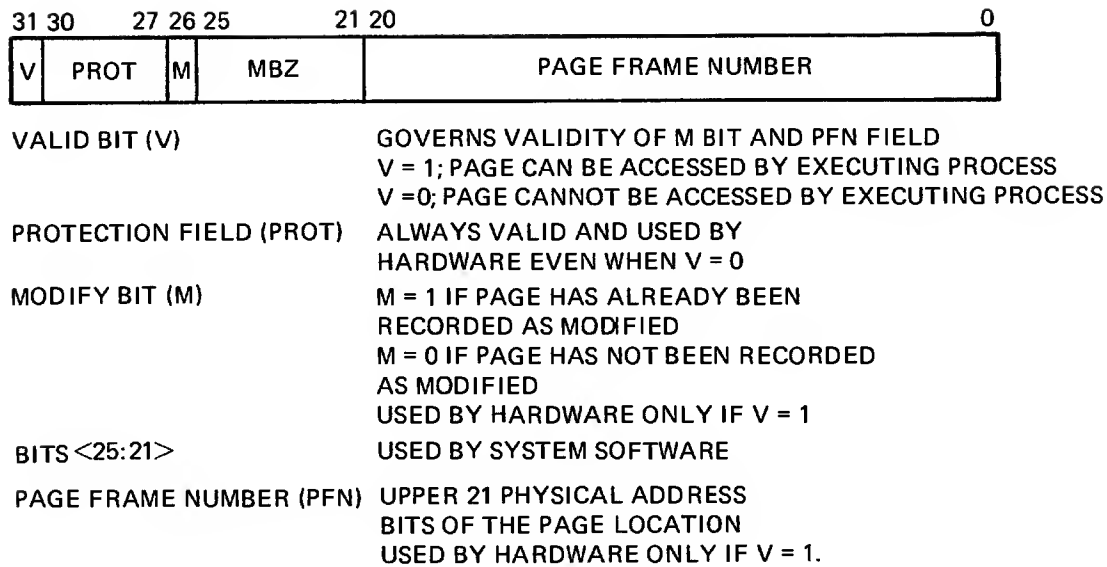 31 30 27 26 25 21 20 0
V PROT M MBZ PAGE FRAME NUMBER
VALID BIT (V) GOVERNS VALIDITY OF M BIT AND PFN FIELD
V = 1; PAGE CAN BE ACCESSED BY EXECUTING PROCESS
V =0; PAGE CANNOT BE ACCESSED BY EXECUTING PROCESS
PROTECTION FIELD (PROT) ALWAYS VALID AND USED BY
HARDWARE EVEN WHEN V = 0
MODIFY BIT (M) M = 1 IF PAGE HAS ALREADY BEEN
RECORDED AS MODIFIED
M = 0 IF PAGE HAS NOT BEEN RECORDED
AS MODIFIED
USED BY HARDWARE ONLY IF V = 1
BITS <25:21> USED BY SYSTEM SOFTWARE
PAGE FRAME NUMBER (PFN) UPPER 21 PHYSICAL ADDRESS
BITS OF THE PAGE LOCATION
USED BY HARDWARE ONLY IF V = 1.